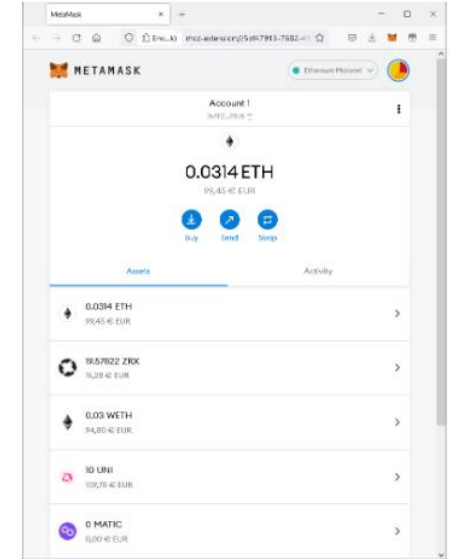 MetaMask
METAMASK
Ethereum Mainnet
Account 1
0.0314 ETH
99,45 € EUR
Buy
Send
Swap
Assets
Activity
0.0314 ETH
99,45 € EUR
19.57822 ZRX
0.03 WETH
94,80 € EUR
10 UNI
109,78 € EUR
0 MATIC
0,00 € EUR